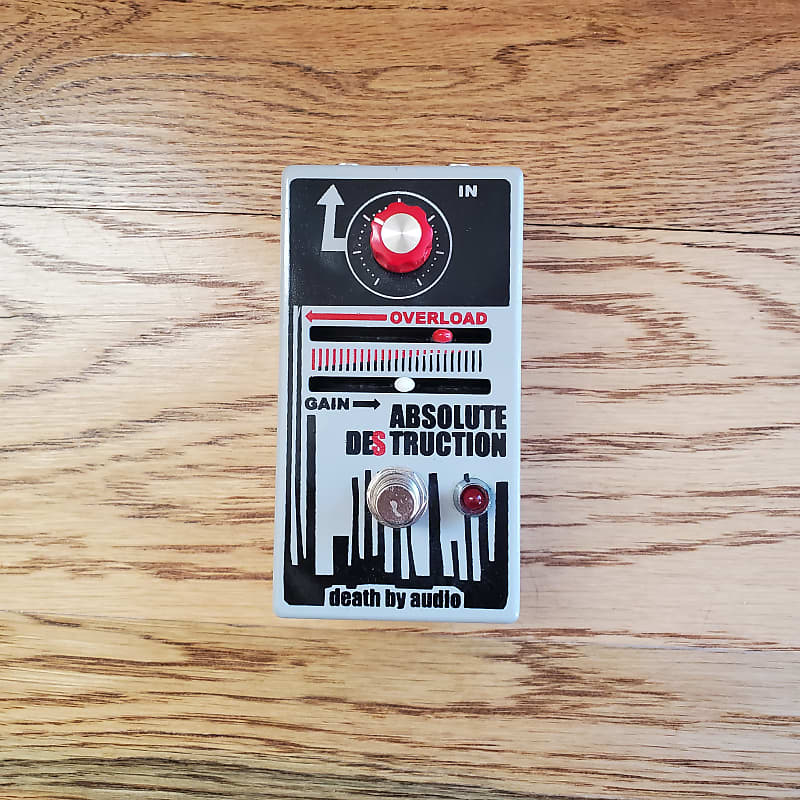 IN
OVERLOAD
GAIN
ABSOLUTE
DESTRUCTION
death by audio